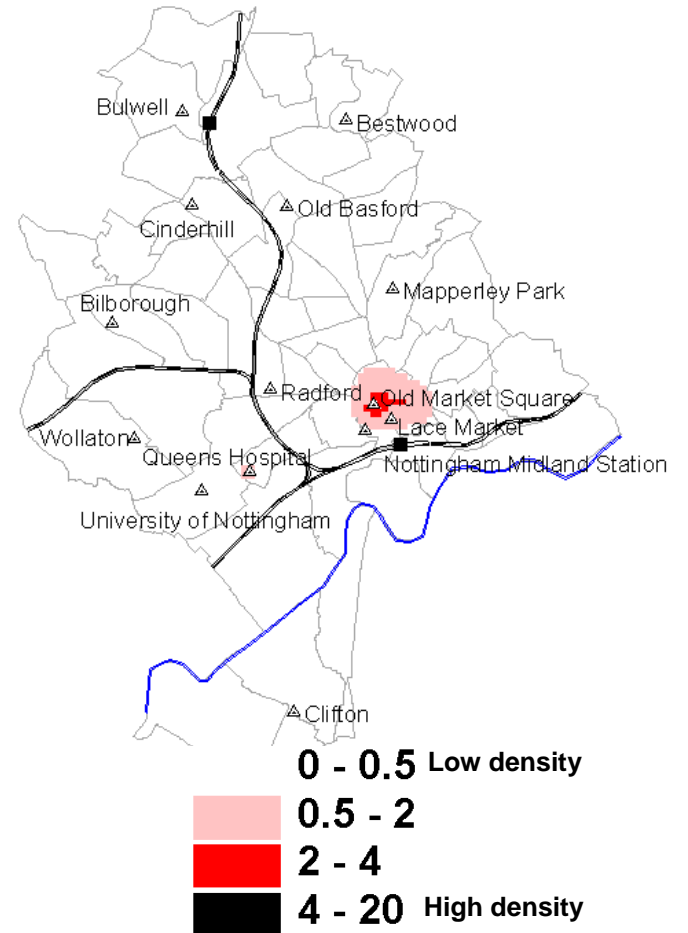 Bulwell
Bestwood
Cinderhill
Old Basford
Bilborough
Mapperley Park
Radford
Old Market Square
Lace Market
Wollaton
Queens Hospital
Nottingham Midland Station
University of Nottingham
Clifton
0 - 0.5 Low density
0.5 - 2
2 - 4
4 - 20 High density